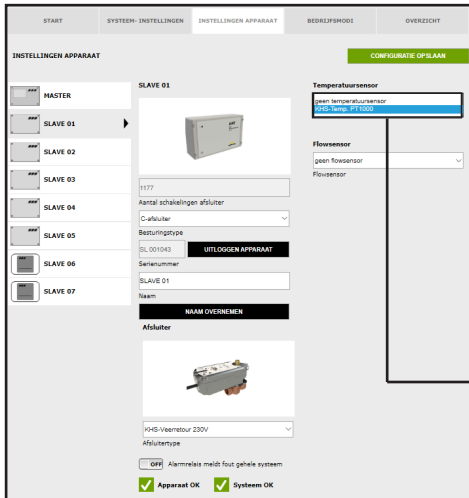 START
SYSTEEM- INSTELLINGEN
INSTELLINGEN APPARAAT
BEDRIJFSMODI
OVERZICHT
INSTELLINGEN APPARAAT
CONFIGURATIE OPSLAAN
MASTER
SLAVE 01
SLAVE 02
SLAVE 03
SLAVE 04
SLAVE 05
SLAVE 06
SLAVE 07
SLAVE 01
1177
Aantal schakelingen afsluiter
C-afsluiter
Besturingstype
SL 001043
UITLOGGEN APPARAAT
Serienummer
SLAVE 01
Naam
NAAM OVERNEMEN
Afsluiter
KHS-Veerretour 230V
Afsluitertype
OFF Alarmrelais meldt fout gehele systeem
Apparaat OK
Systeem OK
Temperatuursensor
geen temperatuursensor
KHS-Temp. PT1000
Flowsensor
geen flowsensor
Flowsensor